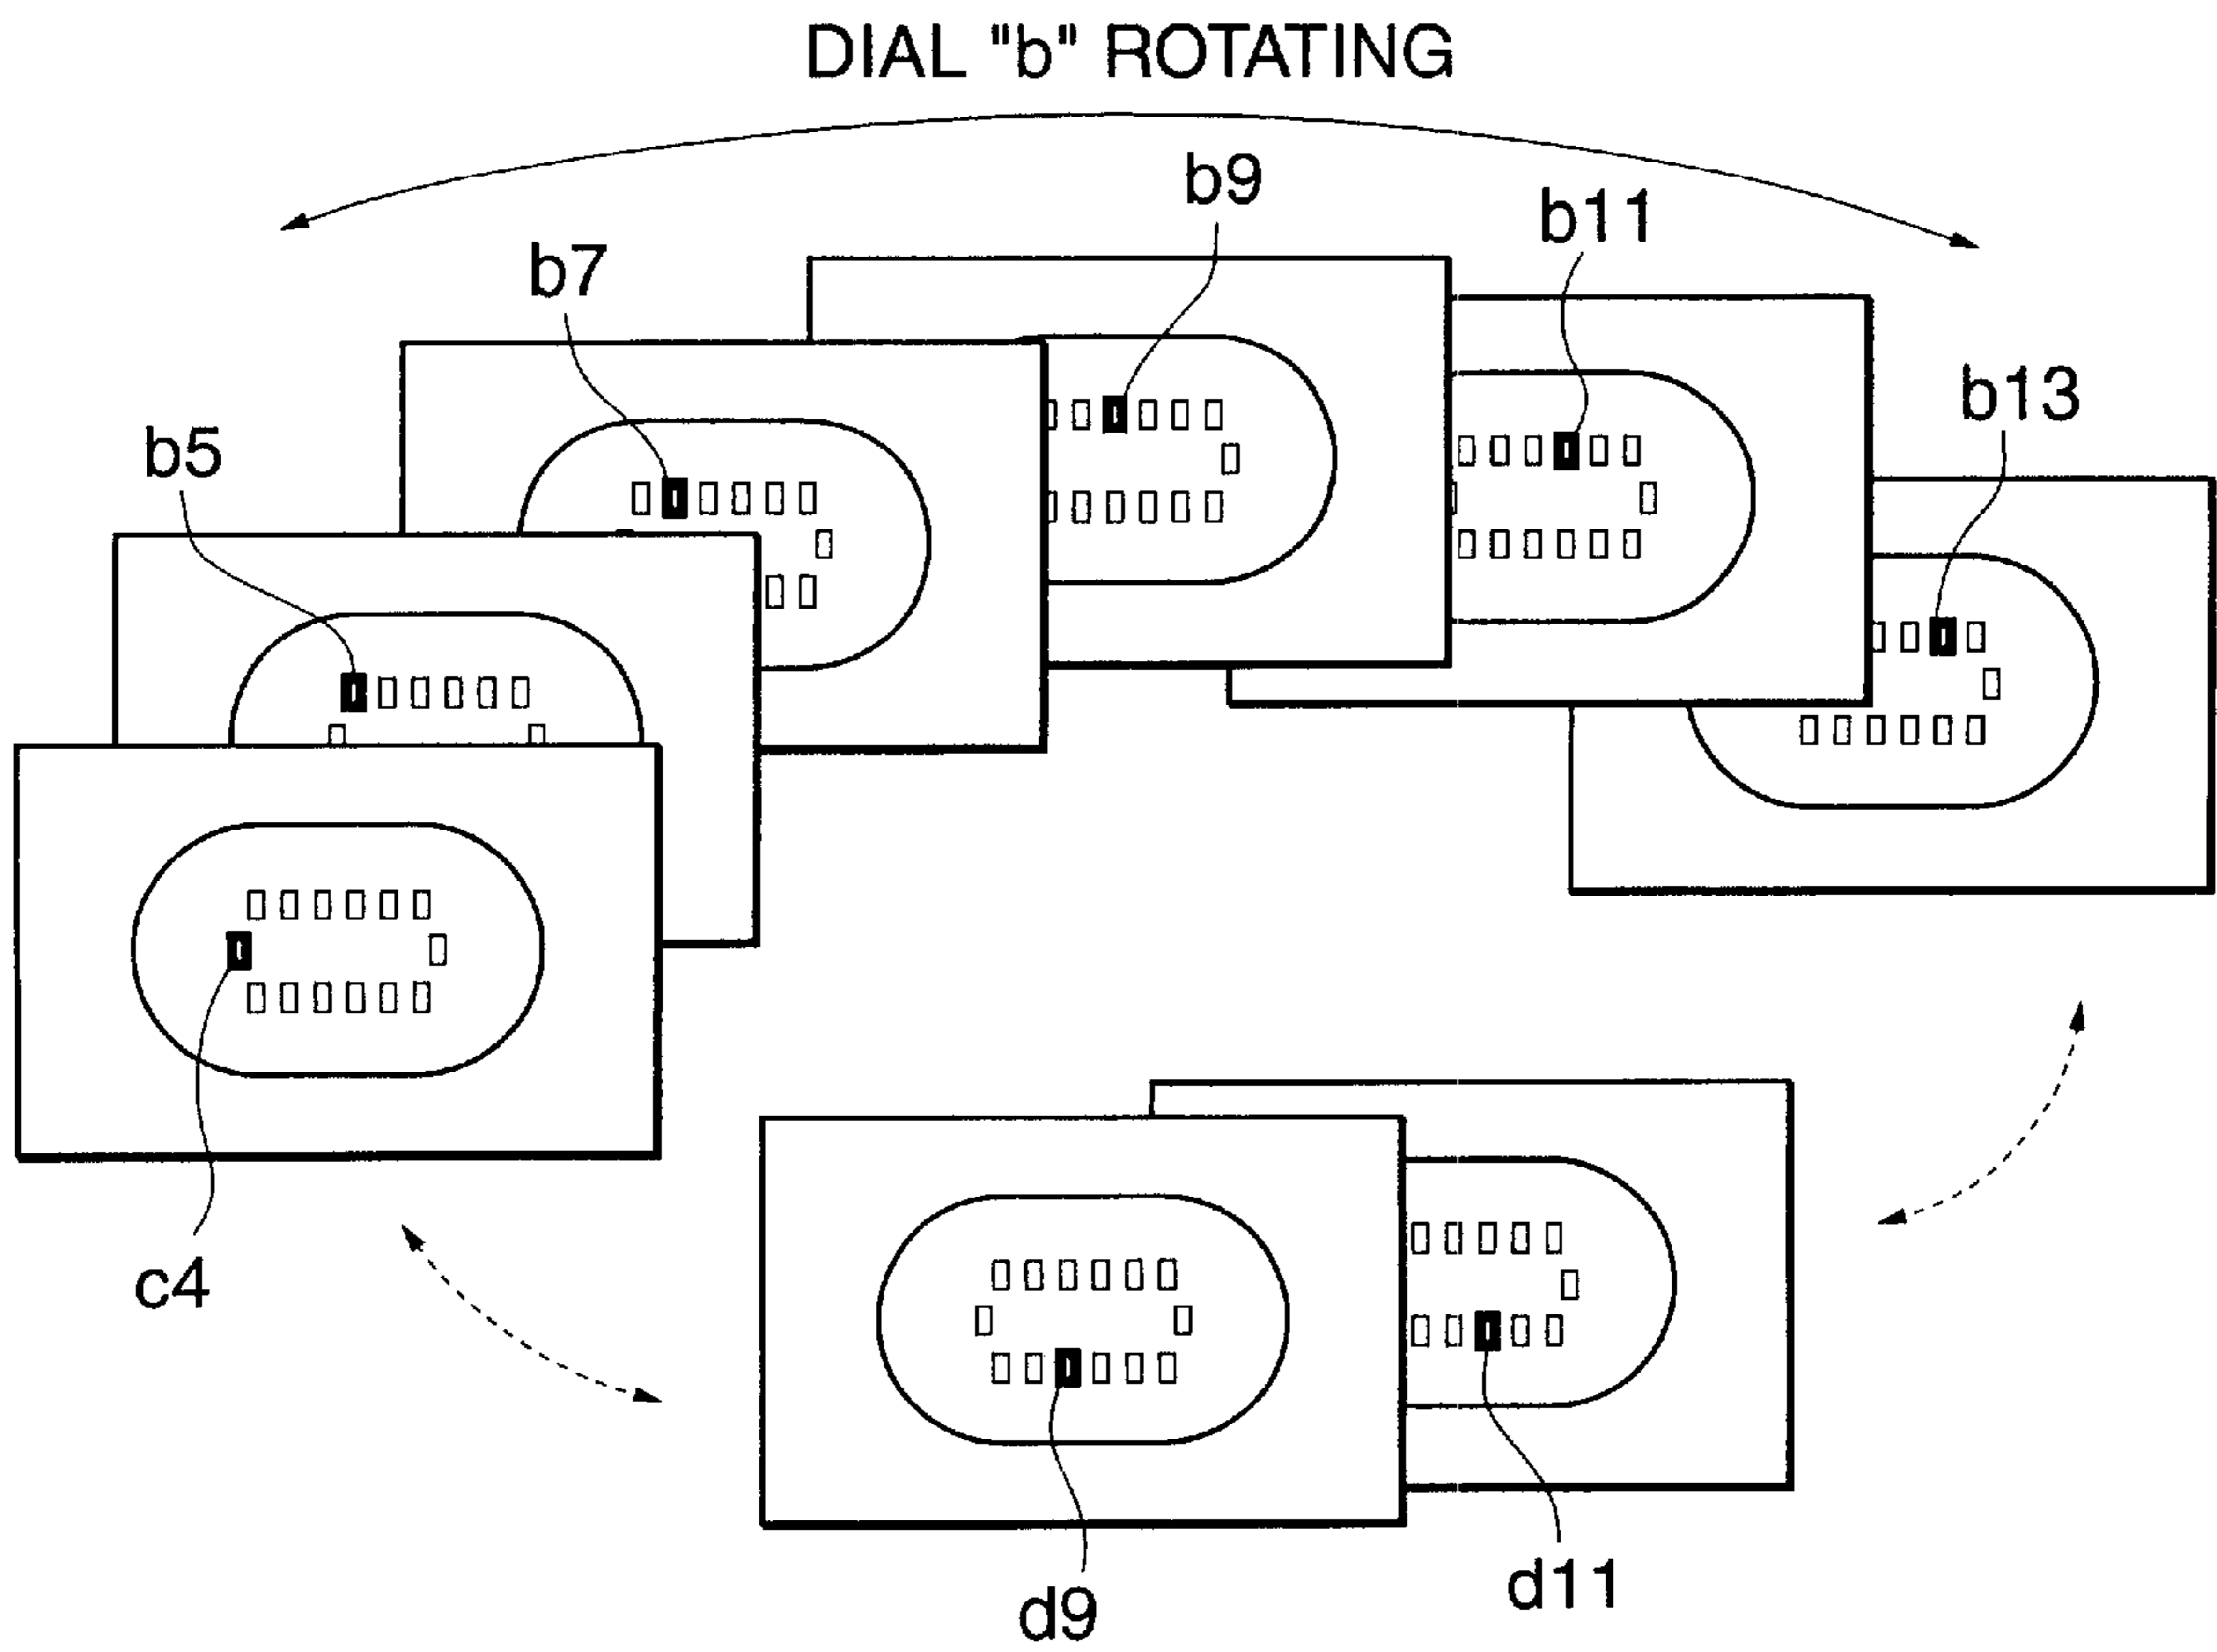 DIAL "b" ROTATING
b9
b11
b7
b13
b5
c4
d11
d9